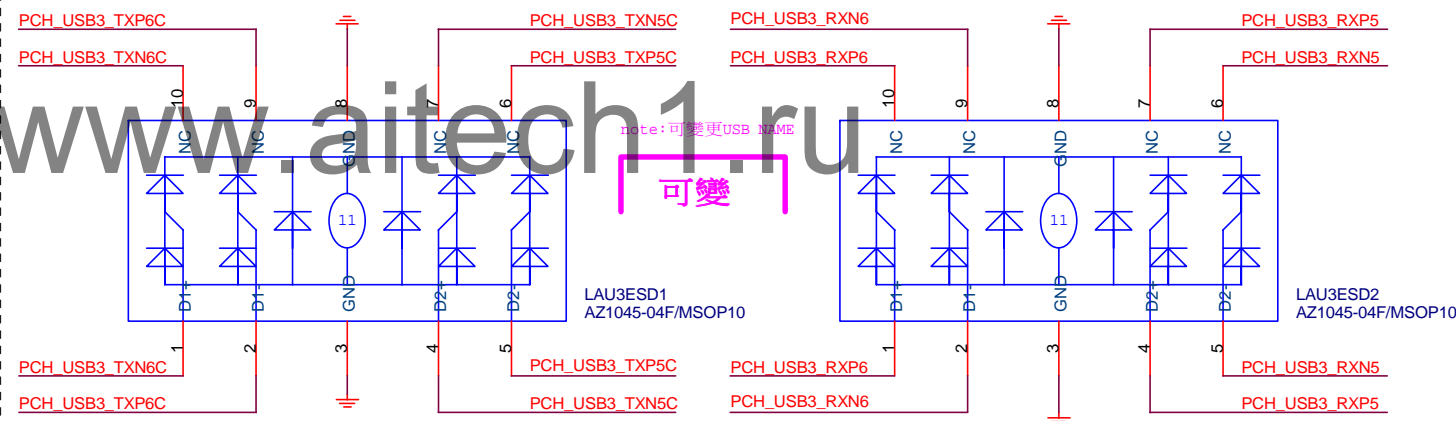 PCH_USB3_TXP6C
PCH_USB3_TXN5C
PCH_USB3_RXN6
PCH_USB3_RXP5
PCH_USB3_TXN6C
PCH_USB3_TXP5C
PCH_USB3_RXP6
PCH_USB3_RXN5
10 9 8 7 6
10 9 8 7 6
www.aitech1.ru
NC NC GND NC NC
NC NC GND NC NC
note:可變更USB NAME
可變
11
11
D1+ D1- GND D2+ D2-
D1+ D1- GND D2+ D2-
LAU3ESD1
AZ1045-04F/MSOP10
LAU3ESD2
AZ1045-04F/MSOP10
1 2 3 4 5
1 2 3 4 5
PCH_USB3_TXN6C
PCH_USB3_TXP5C
PCH_USB3_RXP6
PCH_USB3_RXN5
PCH_USB3_TXP6C
PCH_USB3_TXN5C
PCH_USB3_RXN6
PCH_USB3_RXP5